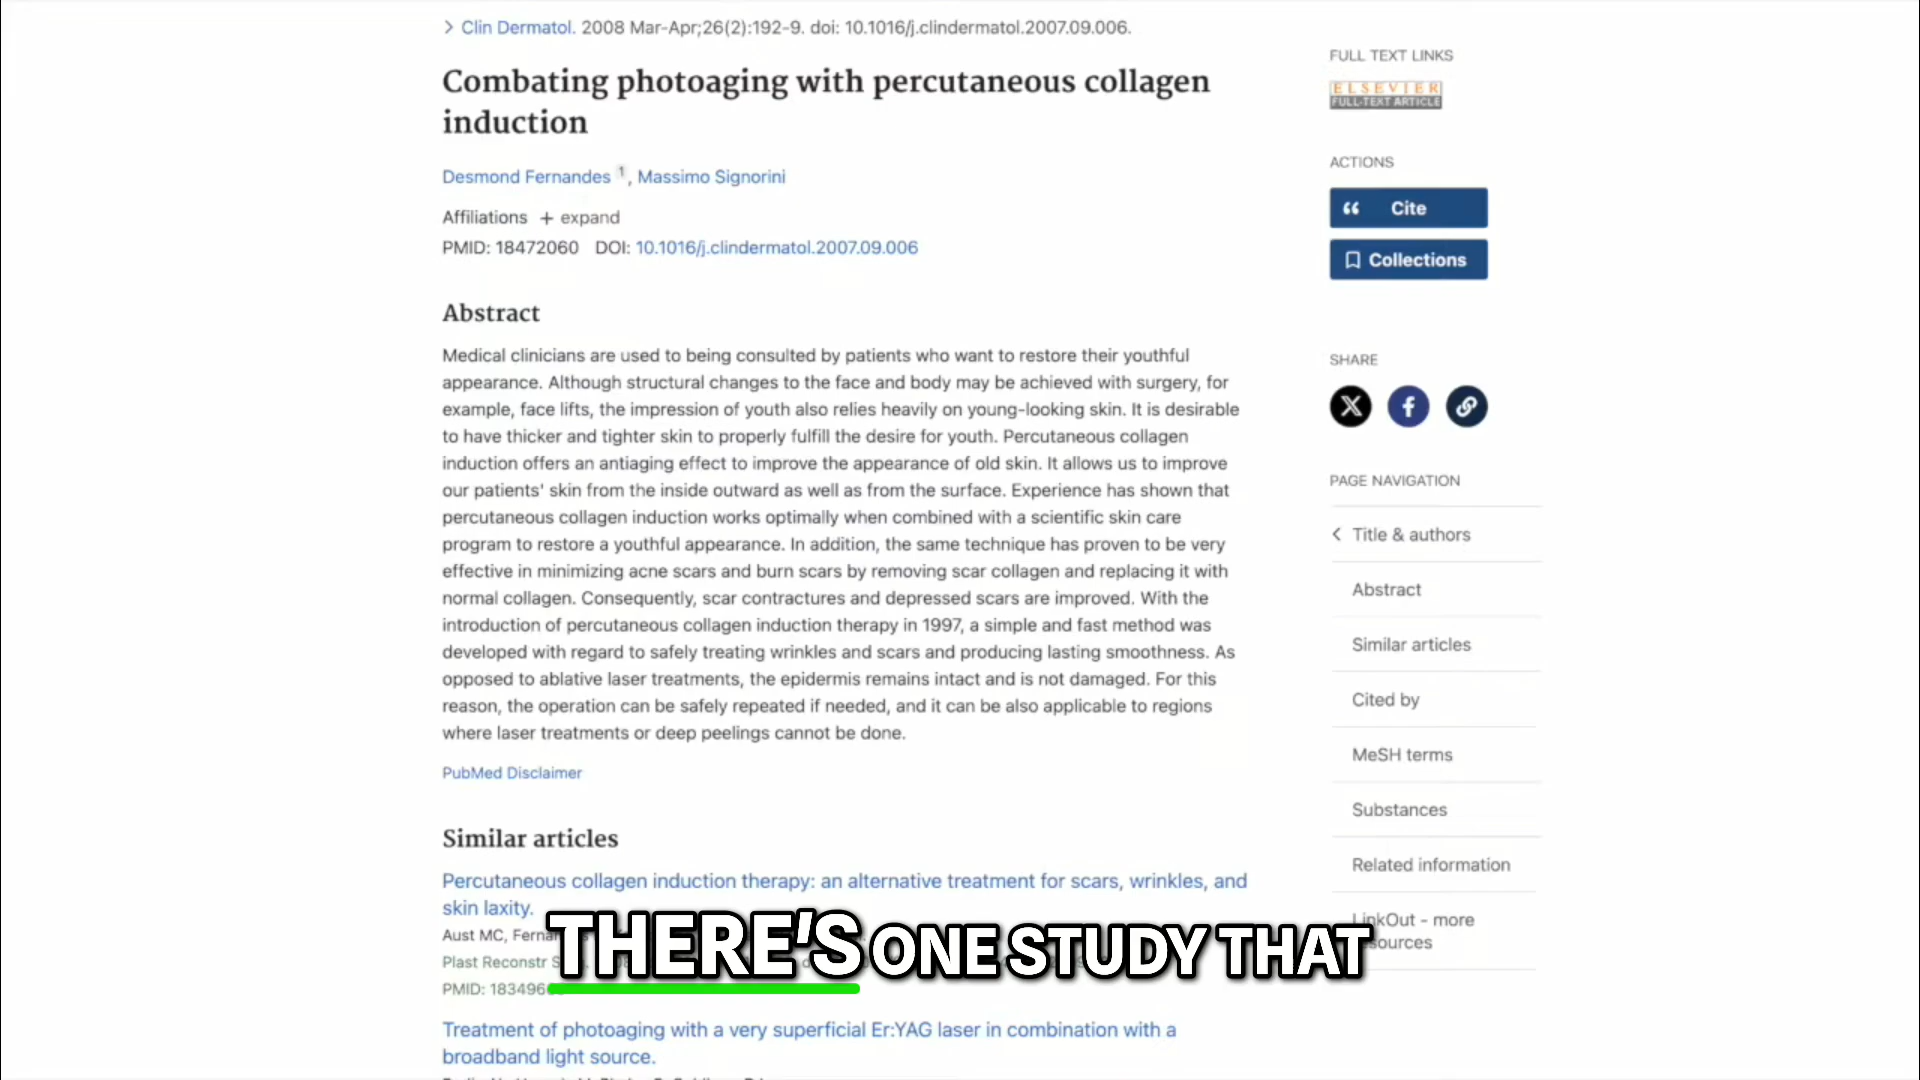 > Clin Dermatol. 2008 Mar-Apr;26(2):192-9. doi: 10.1016/j.clindermatol.2007.09.006.
Combating photoaging with percutaneous collagen
induction
Desmond Fernandes 1, Massimo Signorini
Affiliations + expand
PMID: 18472060 DOI: 10.1016/j.clindermatol.2007.09.006
Abstract
Medical clinicians are used to being consulted by patients who want to restore their youthful
appearance. Although structural changes to the face and body may be achieved with surgery, for
example, face lifts, the impression of youth also relies heavily on young-looking skin. It is desirable
to have thicker and tighter skin to properly fulfill the desire for youth. Percutaneous collagen
induction offers an antiaging effect to improve the appearance of old skin. It allows us to improve
our patients' skin from the inside outward as well as from the surface. Experience has shown that
percutaneous collagen induction works optimally when combined with a scientific skin care
program to restore a youthful appearance. In addition, the same technique has proven to be very
effective in minimizing acne scars and burn scars by removing scar collagen and replacing it with
normal collagen. Consequently, scar contractures and depressed scars are improved. With the
introduction of percutaneous collagen induction therapy in 1997, a simple and fast method was
developed with regard to safely treating wrinkles and scars and producing lasting smoothness. As
opposed to ablative laser treatments, the epidermis remains intact and is not damaged. For this
reason, the operation can be safely repeated if needed, and it can be also applicable to regions
where laser treatments or deep peelings cannot be done.
PubMed Disclaimer
Similar articles
Percutaneous collagen induction therapy: an alternative treatment for scars, wrinkles, and
skin laxity.
Aust MC,
Plast Reconstr
PMID:
THERE'S ONE STUDY THAT
Treatment of photoaging with a very superficial Er:YAG laser in combination with a
broadband light source.
FULL TEXT LINKS
ELSEVIER
FULL-TEXT ARTICLE
ACTIONS
Cite
Collections
SHARE
PAGE NAVIGATION
< Title & authors
Abstract
Similar articles
Cited by
MeSH terms
Substances
Related information
LinkOut - more